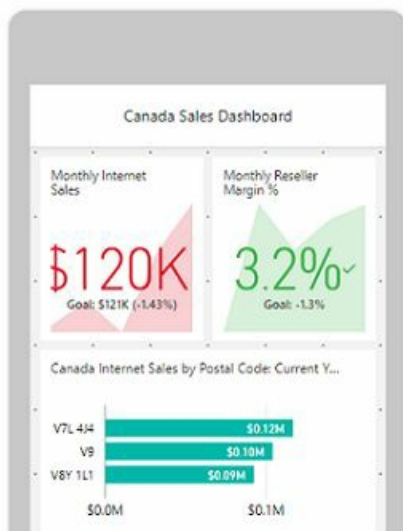 Canada Sales Dashboard
Monthly Internet
Sales
$120K
Goal: $121K (-1.43%)
Monthly Reseller
Margin %
3.2%
Goal: -1.3%
Canada Internet Sales by Postal Code: Current Y...
V7L 4J4
$0.12M
V9
$0.10M
V8Y 1L1
$0.09M
$0.0M
$0.1M